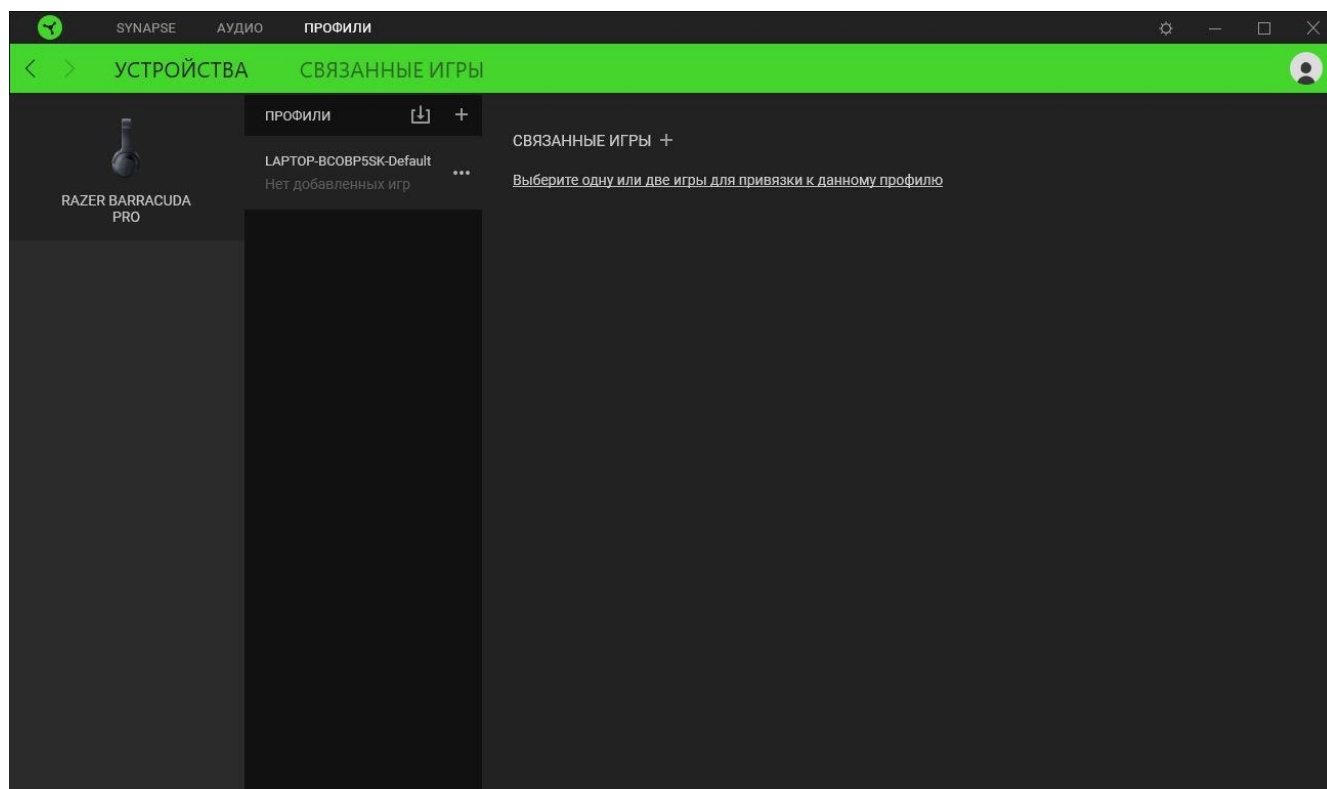 SYNAPSE АУДИО ПРОФИЛИ
УСТРОЙСТВА СВЯЗАННЫЕ ИГРЫ
RAZER BARRACUDA
PRO
ПРОФИЛИ
LAPTOP-BCOBP5SK-Default
Нет добавленных игр
СВЯЗАННЫЕ ИГРЫ +
Выберите одну или две игры для привязки к данному профилю